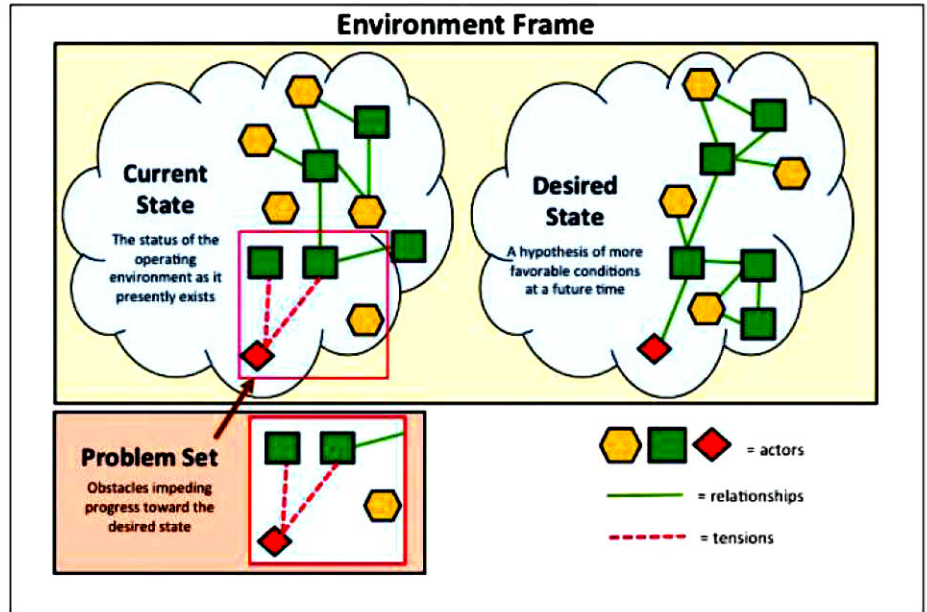 Environment Frame
Current
State
The status of the
operating
environment as it
presently exists
Desired
State
A hypothesis of more
favorable conditions
at a future time
Problem Set
Obstacles impeding
progress toward the
desired state
= actors
= relationships
= tensions